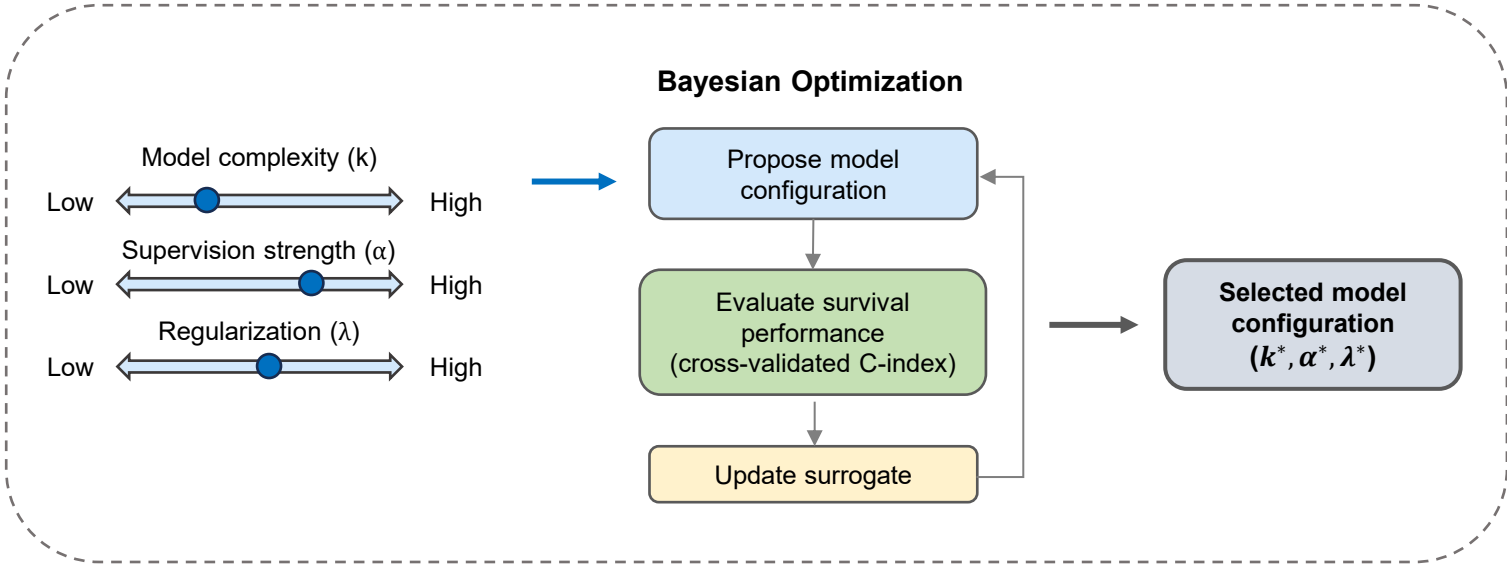 Bayesian Optimization
Model complexity (k)
Low
High
Supervision strength (α)
Low
High
Regularization (λ)
Low
High
Propose model
configuration
Evaluate survival
performance
(cross-validated C-index)
Update surrogate
Selected model
configuration
(k*, α*, λ*)